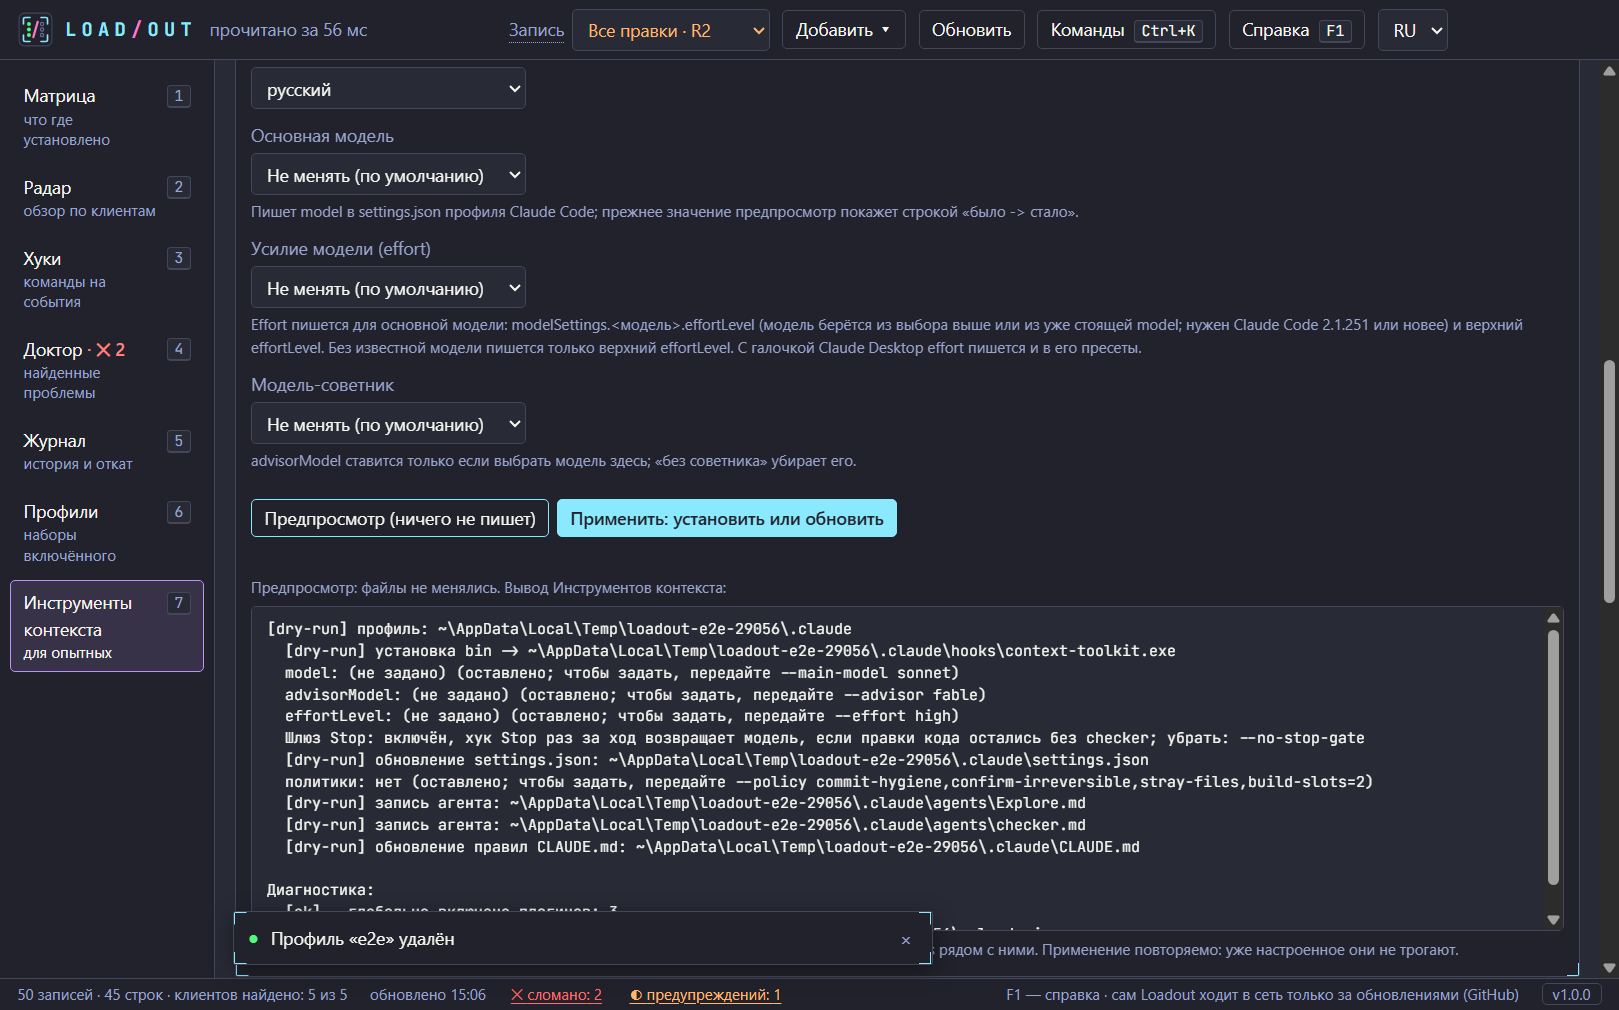 LOAD/OUT прочитано за 56 мс Запись Все правки · R2 Добавить Обновить Команды Ctrl+K Справка F1 RU
Матрица 1
что где
установлено
Радар 2
обзор по клиентам
Хуки 3
команды на
события
Доктор · ✕ 2 4
найденные
проблемы
Журнал 5
история и откат
Профили 6
наборы
включённого
Инструменты 7
контекста
для опытных
русский
Основная модель
Не менять (по умолчанию)
Пишет model в settings.json профиля Claude Code; прежнее значение предпросмотр покажет строкой «было -> стало».
Усилие модели (effort)
Не менять (по умолчанию)
Effort пишется для основной модели: modelSettings.<модель>.effortLevel (модель берётся из выбора выше или из уже стоящей model; нужен Claude Code 2.1.251 или новее) и верхний
effortLevel. Без известной модели пишется только верхний effortLevel. С галочкой Claude Desktop effort пишется и в его пресеты.
Модель-советник
Не менять (по умолчанию)
advisorModel ставится только если выбрать модель здесь; «без советника» убирает его.
Предпросмотр (ничего не пишет) Применить: установить или обновить
Предпросмотр: файлы не менялись. Вывод Инструментов контекста:
[dry-run] профиль: ~\AppData\Local\Temp\loadout-e2e-29056\.claude
[dry-run] установка bin -> ~\AppData\Local\Temp\loadout-e2e-29056\.claude\hooks\context-toolkit.exe
model: (не задано) (оставлено; чтобы задать, передайте --main-model sonnet)
advisorModel: (не задано) (оставлено; чтобы задать, передайте --advisor fable)
effortLevel: (не задано) (оставлено; чтобы задать, передайте --effort high)
Шлюз Stop: включён, хук Stop раз за ход возвращает модель, если правки кода остались без checker; убрать: --no-stop-gate
[dry-run] обновление settings.json: ~\AppData\Local\Temp\loadout-e2e-29056\.claude\settings.json
политики: нет (оставлено; чтобы задать, передайте --policy commit-hygiene,confirm-irreversible,stray-files,build-slots=2)
[dry-run] запись агента: ~\AppData\Local\Temp\loadout-e2e-29056\.claude\agents\Explore.md
[dry-run] запись агента: ~\AppData\Local\Temp\loadout-e2e-29056\.claude\agents\checker.md
[dry-run] обновление правил CLAUDE.md: ~\AppData\Local\Temp\loadout-e2e-29056\.claude\CLAUDE.md
Диагностика:
Профиль «e2e» удалён ×
рядом с ними. Применение повторяемо: уже настроенное они не трогают.
50 записей · 45 строк · клиентов найдено: 5 из 5 обновлено 15:06 ✕ сломано: 2 ◐ предупреждений: 1 F1 — справка · сам Loadout ходит в сеть только за обновлениями (GitHub) v1.0.0